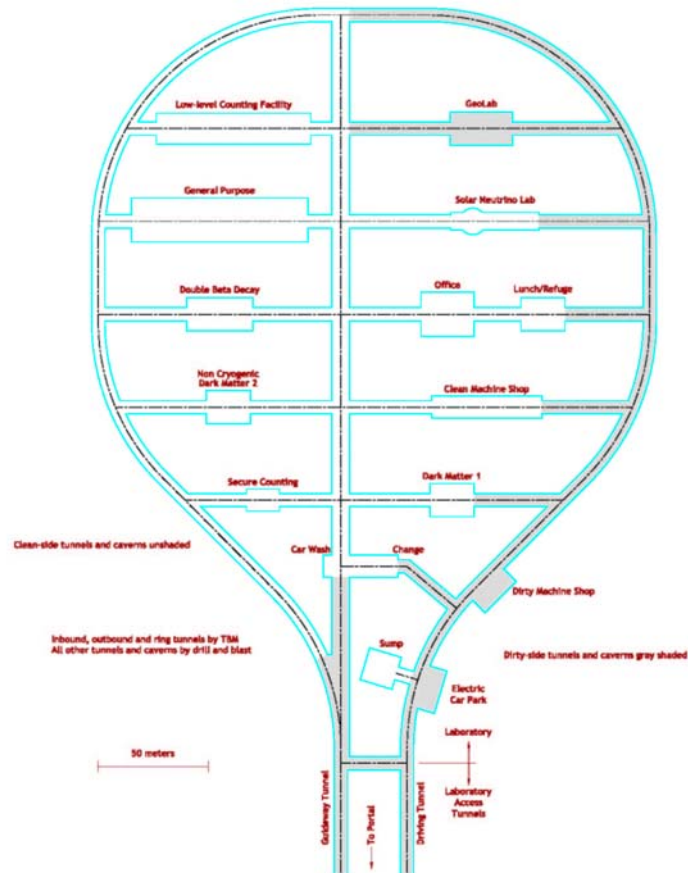 Low-level Counting Facility
GeoLab
General Purpose
Solar Neutrino Lab
Double Beta Decay
Office
Lunch/Refuge
Non Cryogenic
Dark Matter 2
Clean Machine Shop
Secure Counting
Dark Matter 1
Clean-side tunnels and caverns unshaded
Car Wash
Change
Dirty Machine Shop
Inbound, outbound and ring tunnels by TBM
All other tunnels and caverns by drill and blast
Sump
Dirty-side tunnels and caverns gray shaded
Electric
Car Park
50 meters
Laboratory
Laboratory
Access
Tunnels
Guideway Tunnel
To Portal
Driving Tunnel